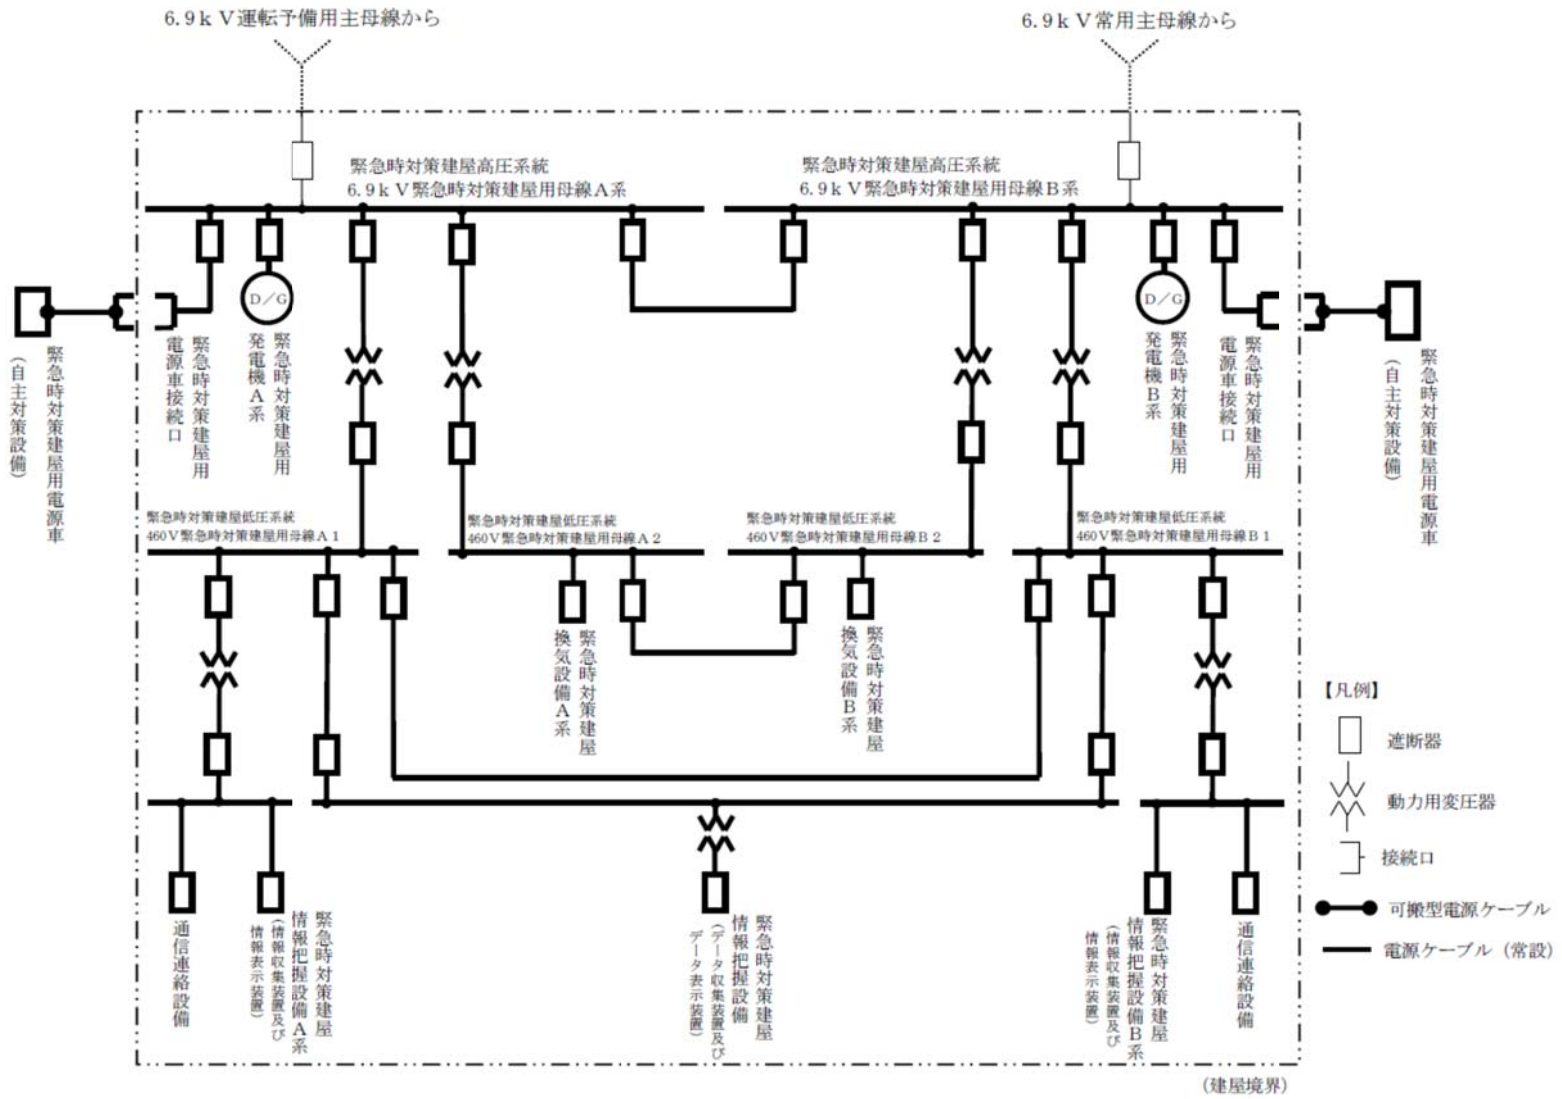 6.9kV運転予備用主母線から
6.9kV常用主母線から
緊急時対策建屋高圧系統
6.9kV緊急時対策建屋用母線A系
緊急時対策建屋高圧系統
6.9kV緊急時対策建屋用母線B系
D/G
D/G
緊急時対策建屋用電源車
(自主対策設備)
緊急時対策建屋用
電源車接続口
緊急時対策建屋用
発電機A系
緊急時対策建屋用
発電機B系
緊急時対策建屋用
電源車接続口
緊急時対策建屋用電源車
(自主対策設備)
緊急時対策建屋低圧系統
460V緊急時対策建屋用母線A1
緊急時対策建屋低圧系統
460V緊急時対策建屋用母線A2
緊急時対策建屋低圧系統
460V緊急時対策建屋用母線B2
緊急時対策建屋低圧系統
460V緊急時対策建屋用母線B1
緊急時対策建屋
換気設備A系
緊急時対策建屋
換気設備B系
【凡例】
遮断器
動力用変圧器
接続口
可搬型電源ケーブル
電源ケーブル(常設)
通信連絡設備
緊急時対策建屋
情報把握設備A系
(情報収集装置及び
情報表示装置)
緊急時対策建屋
情報把握設備
(データ収集装置及び
データ表示装置)
緊急時対策建屋
情報把握設備B系
(情報収集装置及び
情報表示装置)
通信連絡設備
(建屋境界)